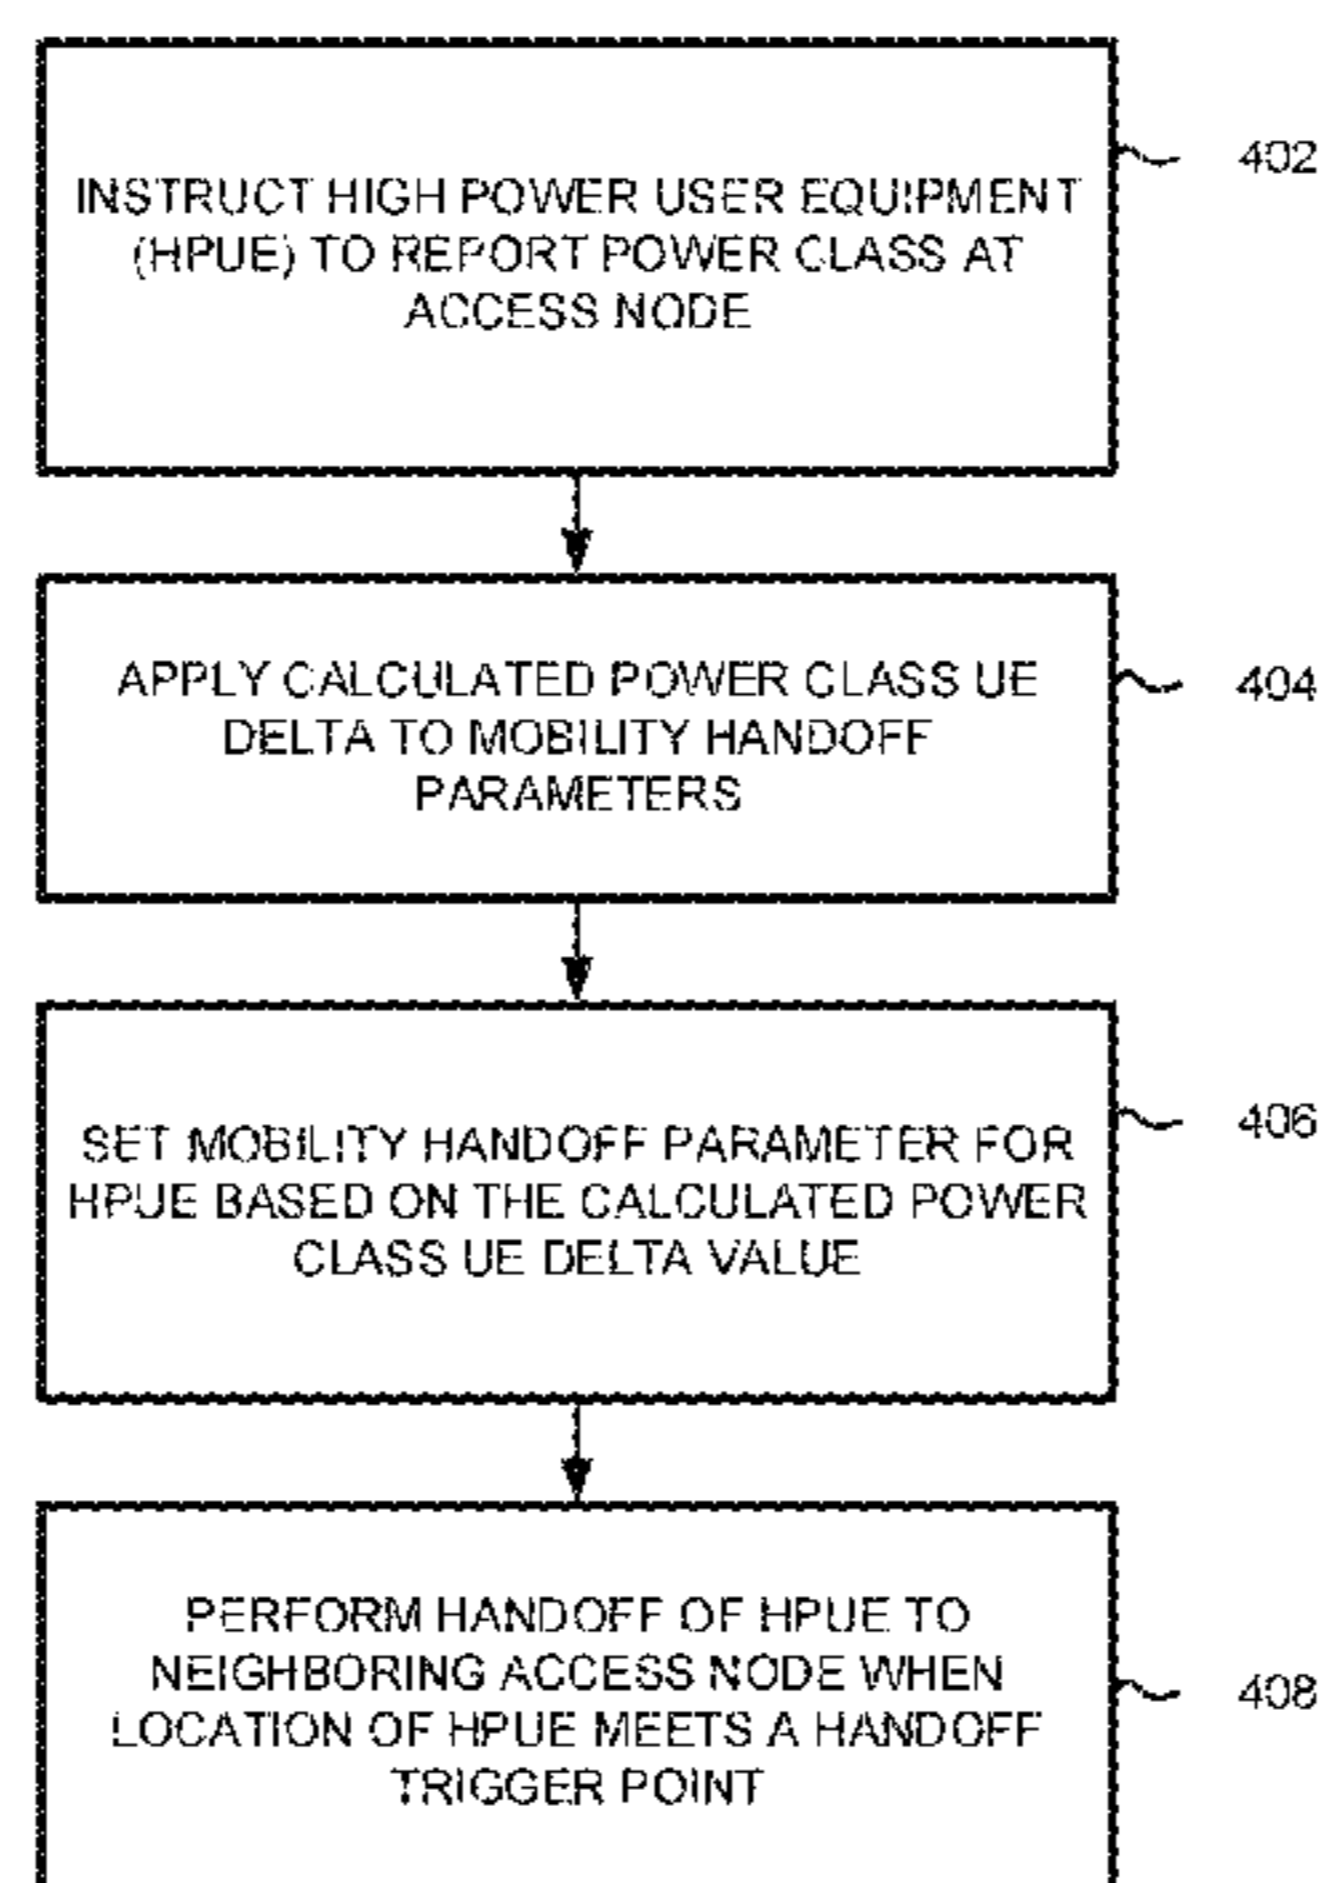 INSTRUCT HIGH POWER USER EQUIPMENT
(HPUE) TO REPORT POWER CLASS AT
ACCESS NODE
402
APPLY CALCULATED POWER CLASS UE
DELTA TO MOBILITY HANDOFF
PARAMETERS
404
SET MOBILITY HANDOFF PARAMETER FOR
HPUE BASED ON THE CALCULATED POWER
CLASS UE DELTA VALUE
406
PERFORM HANDOFF OF HPUE TO
NEIGHBORING ACCESS NODE WHEN
LOCATION OF HPUE MEETS A HANDOFF
TRIGGER POINT
408